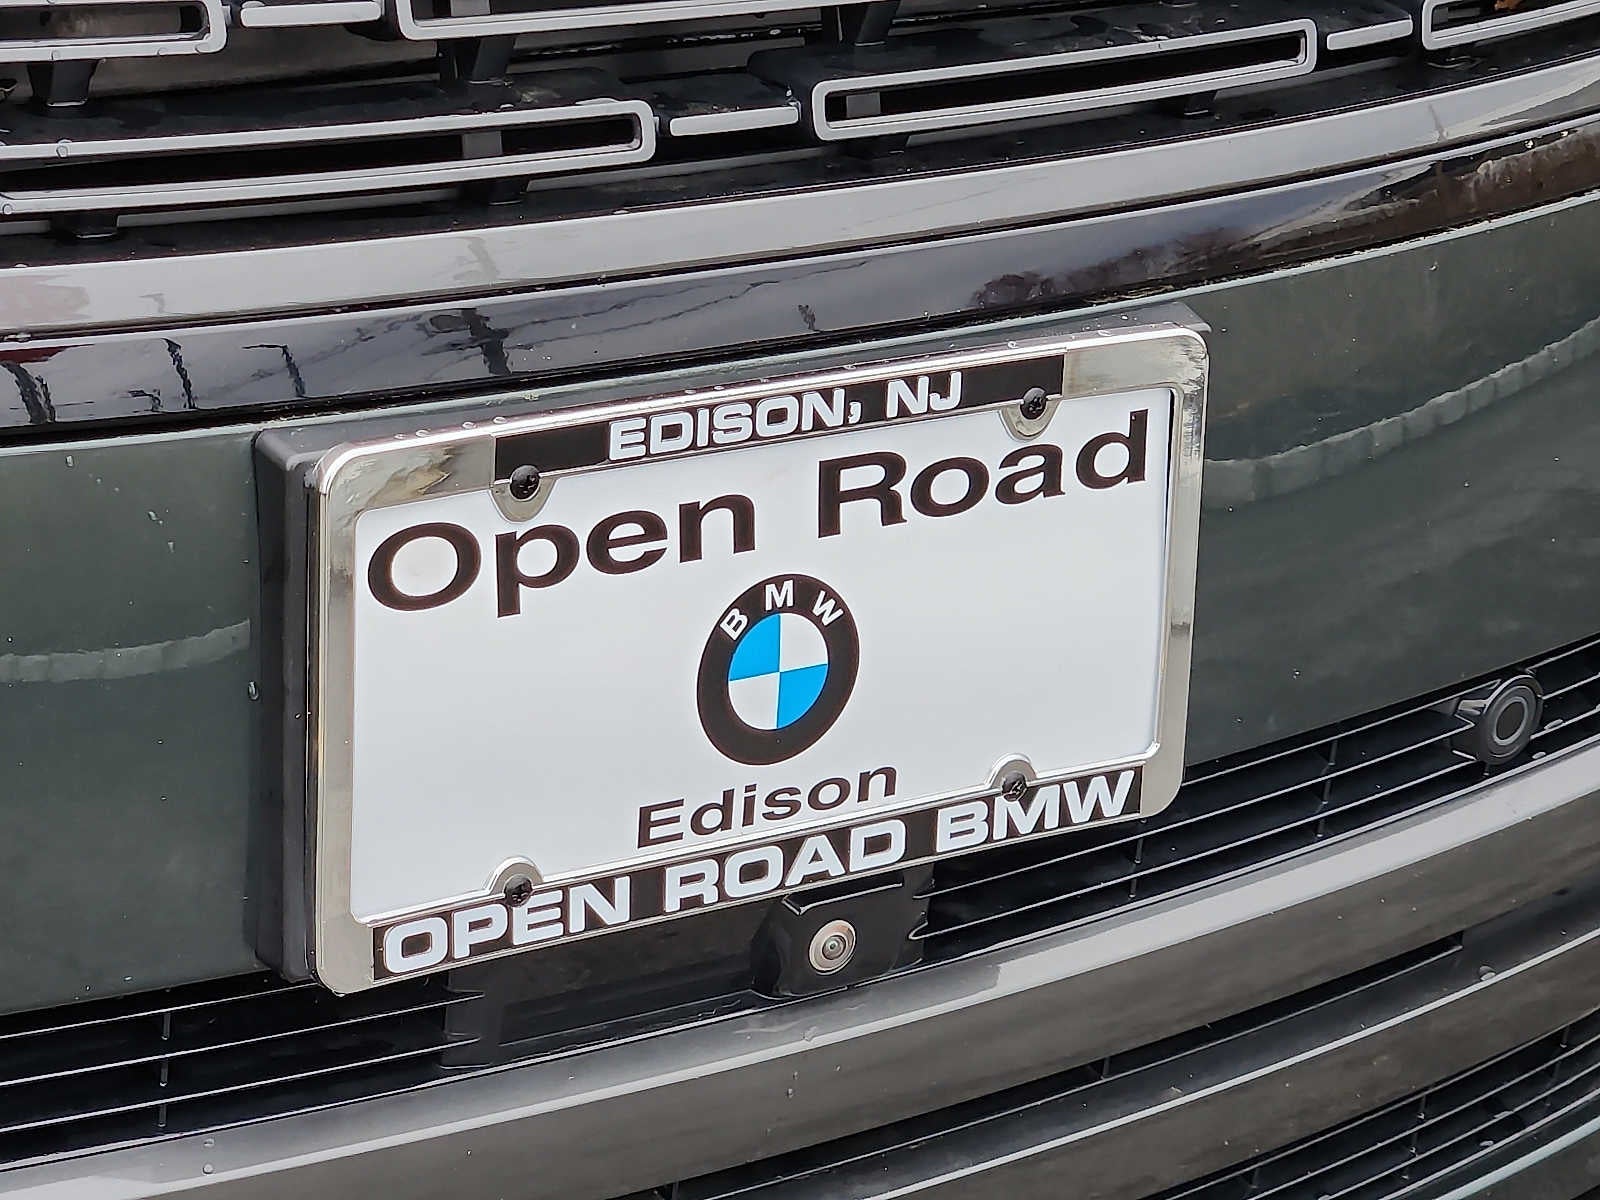 EDISON, NJ
Open Road
BMW
Edison
OPEN ROAD BMW